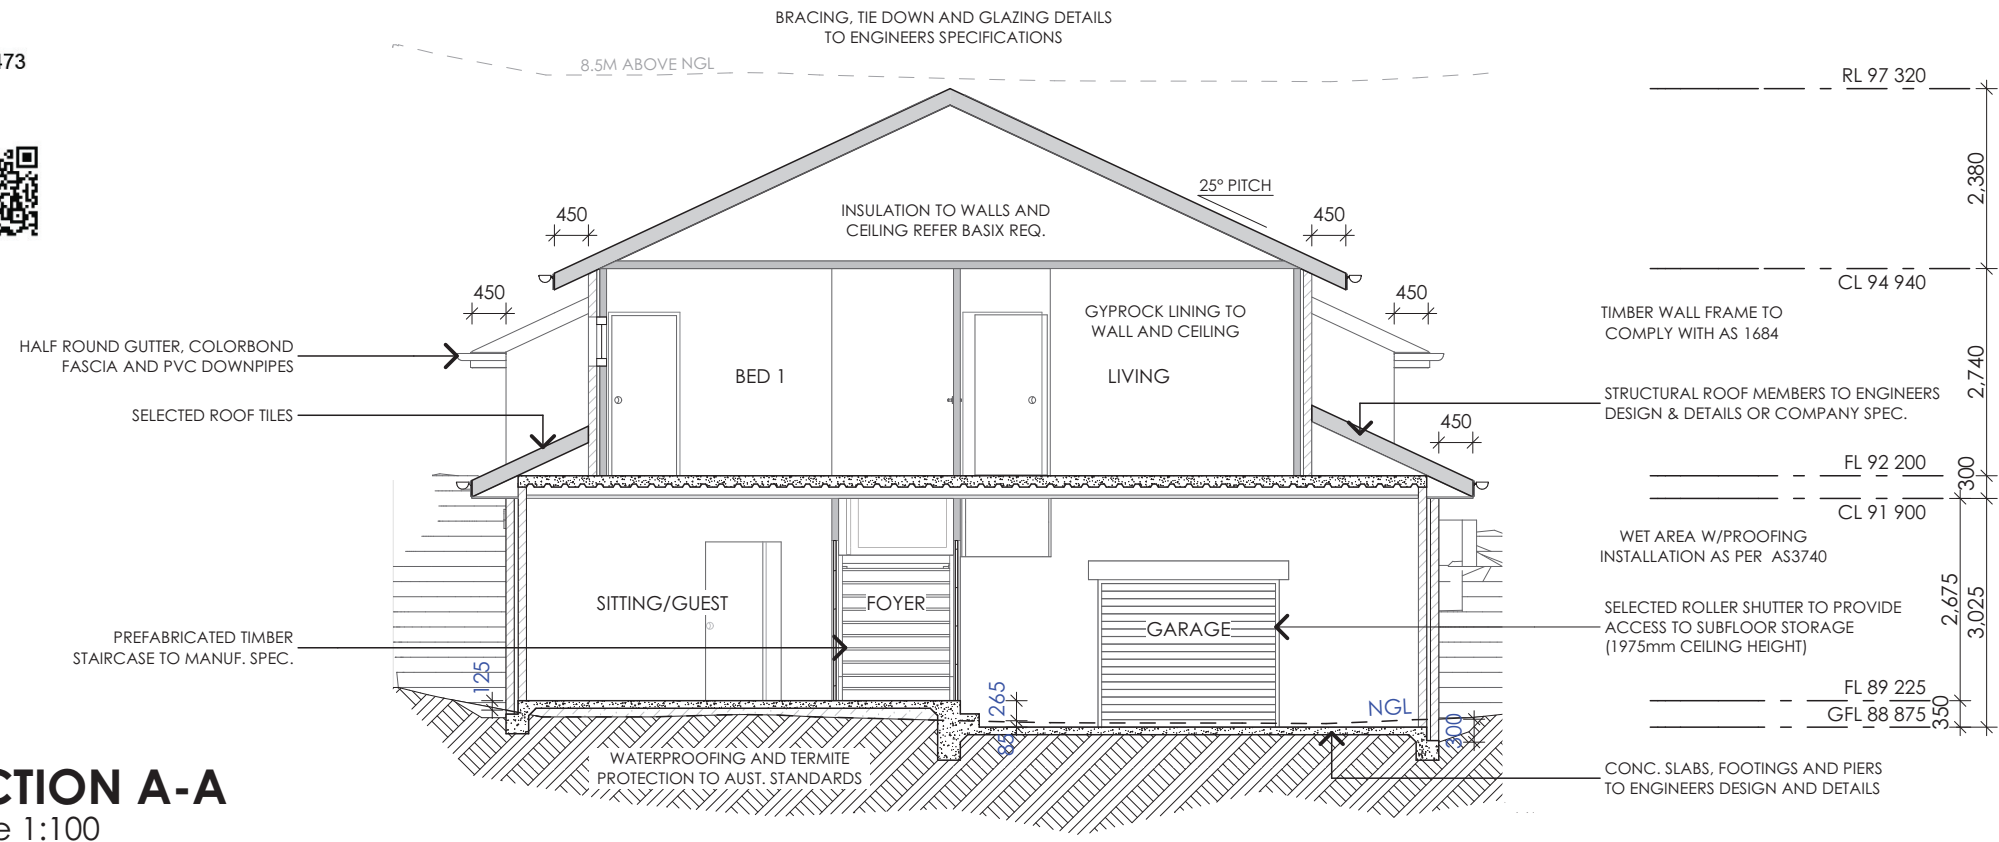 BRACING, TIE DOWN AND GLAZING DETAILS
TO ENGINEERS SPECIFICATIONS
473
8.5M ABOVE NGL
RL 97 320
2,380
25° PITCH
INSULATION TO WALLS AND
CEILING REFER BASIX REQ.
450
450
CL 94 940
450
450
GYPROCK LINING TO
WALL AND CEILING
TIMBER WALL FRAME TO
COMPLY WITH AS 1684
HALF ROUND GUTTER, COLORBOND
FASCIA AND PVC DOWNPIPES
BED 1
LIVING
2,740
SELECTED ROOF TILES
STRUCTURAL ROOF MEMBERS TO ENGINEERS
DESIGN & DETAILS OR COMPANY SPEC.
450
FL 92 200
300
CL 91 900
WET AREA W/PROOFING
INSTALLATION AS PER AS3740
SITTING/GUEST
FOYER
GARAGE
2,675
3,025
SELECTED ROLLER SHUTTER TO PROVIDE
ACCESS TO SUBFLOOR STORAGE
(1975mm CEILING HEIGHT)
PREFABRICATED TIMBER
STAIRCASE TO MANUF. SPEC.
125
265
85
NGL
300
FL 89 225
GFL 88 875
350
WATERPROOFING AND TERMITE
PROTECTION TO AUST. STANDARDS
CONC. SLABS, FOOTINGS AND PIERS
TO ENGINEERS DESIGN AND DETAILS
CTION A-A
e 1:100